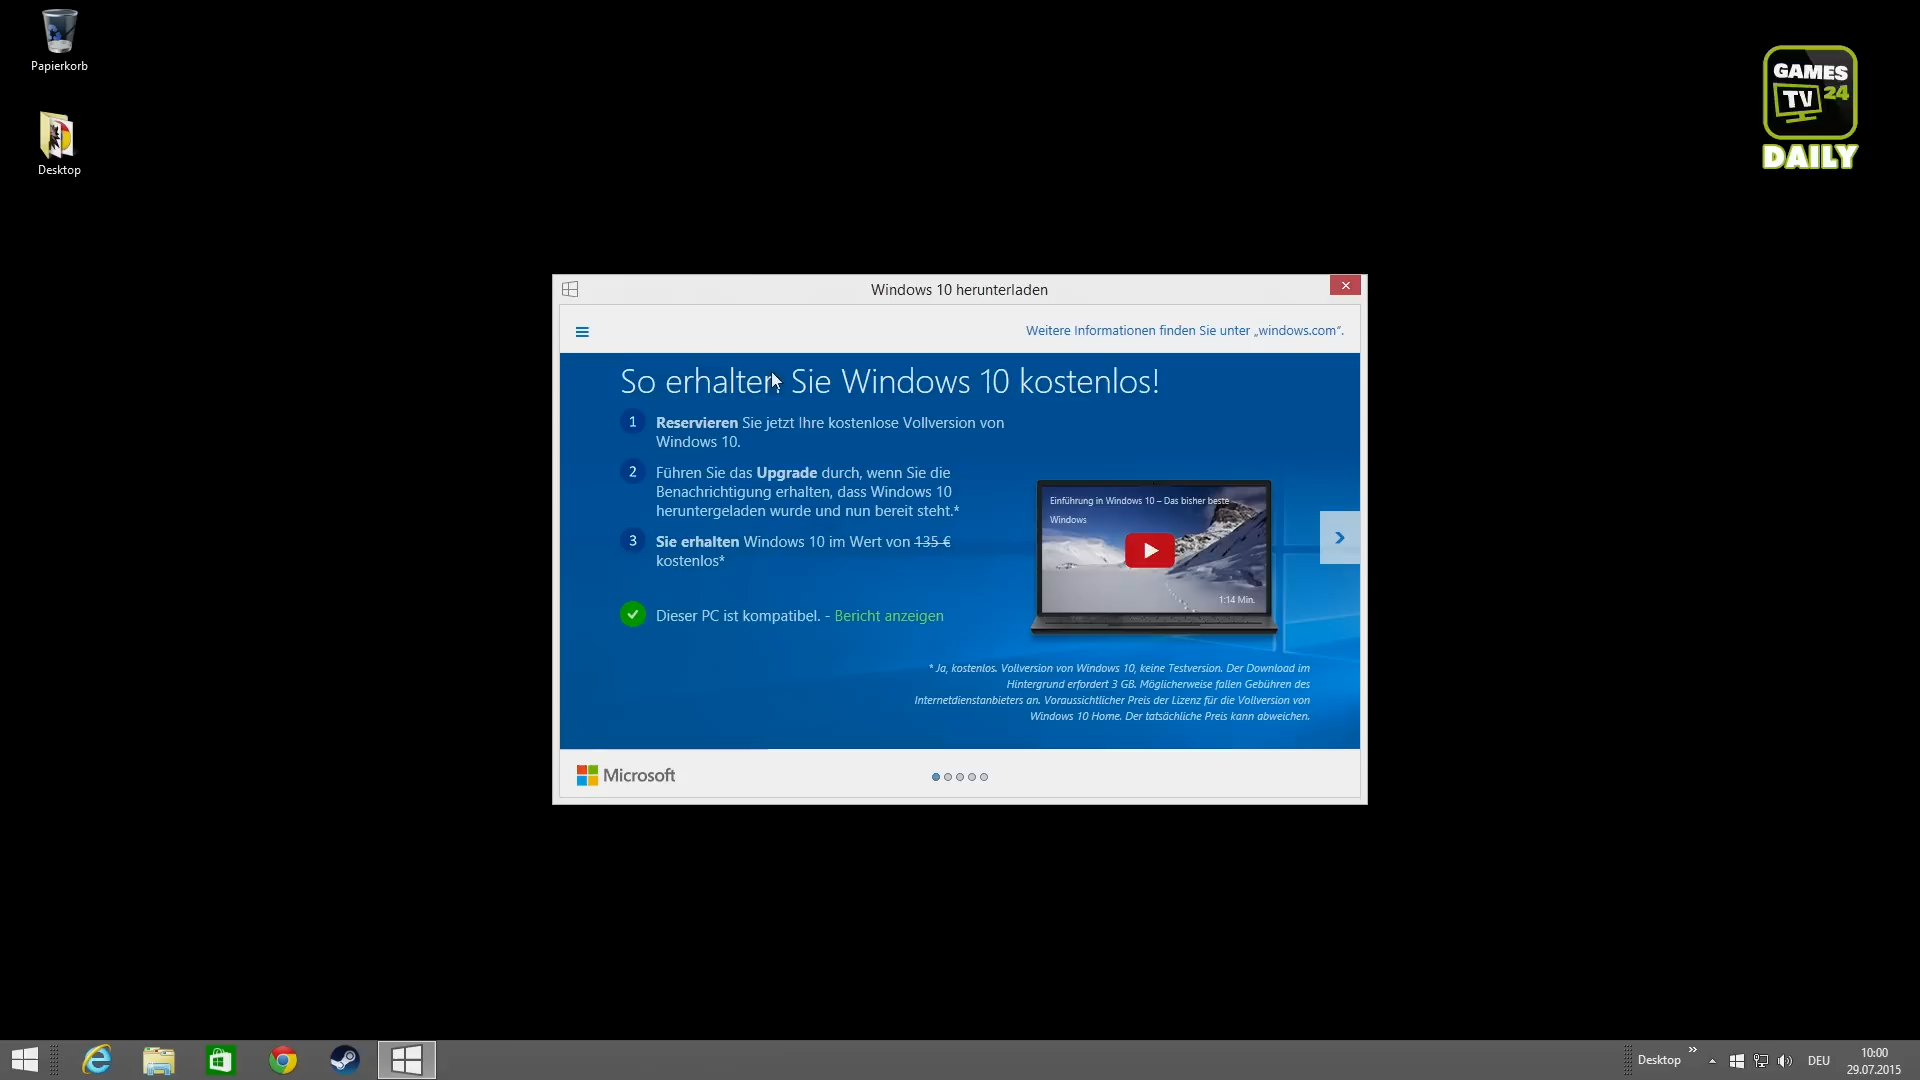 Papierkorb
Desktop
GAMES
TV 24
DAILY
Windows 10 herunterladen
Weitere Informationen finden Sie unter „windows.com“.
So erhalten Sie Windows 10 kostenlos!
1 Reservieren Sie jetzt Ihre kostenlose Vollversion von
Windows 10.
2 Führen Sie das Upgrade durch, wenn Sie die
Benachrichtigung erhalten, dass Windows 10
heruntergeladen wurde und nun bereit steht.*
3 Sie erhalten Windows 10 im Wert von 135 €
kostenlos*
Dieser PC ist kompatibel. - Bericht anzeigen
Einführung in Windows 10 – Das bisher beste
Windows
1:14 Min.
* Ja, kostenlos. Vollversion von Windows 10, keine Testversion. Der Download im
Hintergrund erfordert 3 GB. Möglicherweise fallen Gebühren des
Internetdienstanbieters an. Voraussichtlicher Preis der Lizenz für die Vollversion von
Windows 10 Home. Der tatsächliche Preis kann abweichen.
Microsoft
Desktop
DEU
10:00
29.07.2015